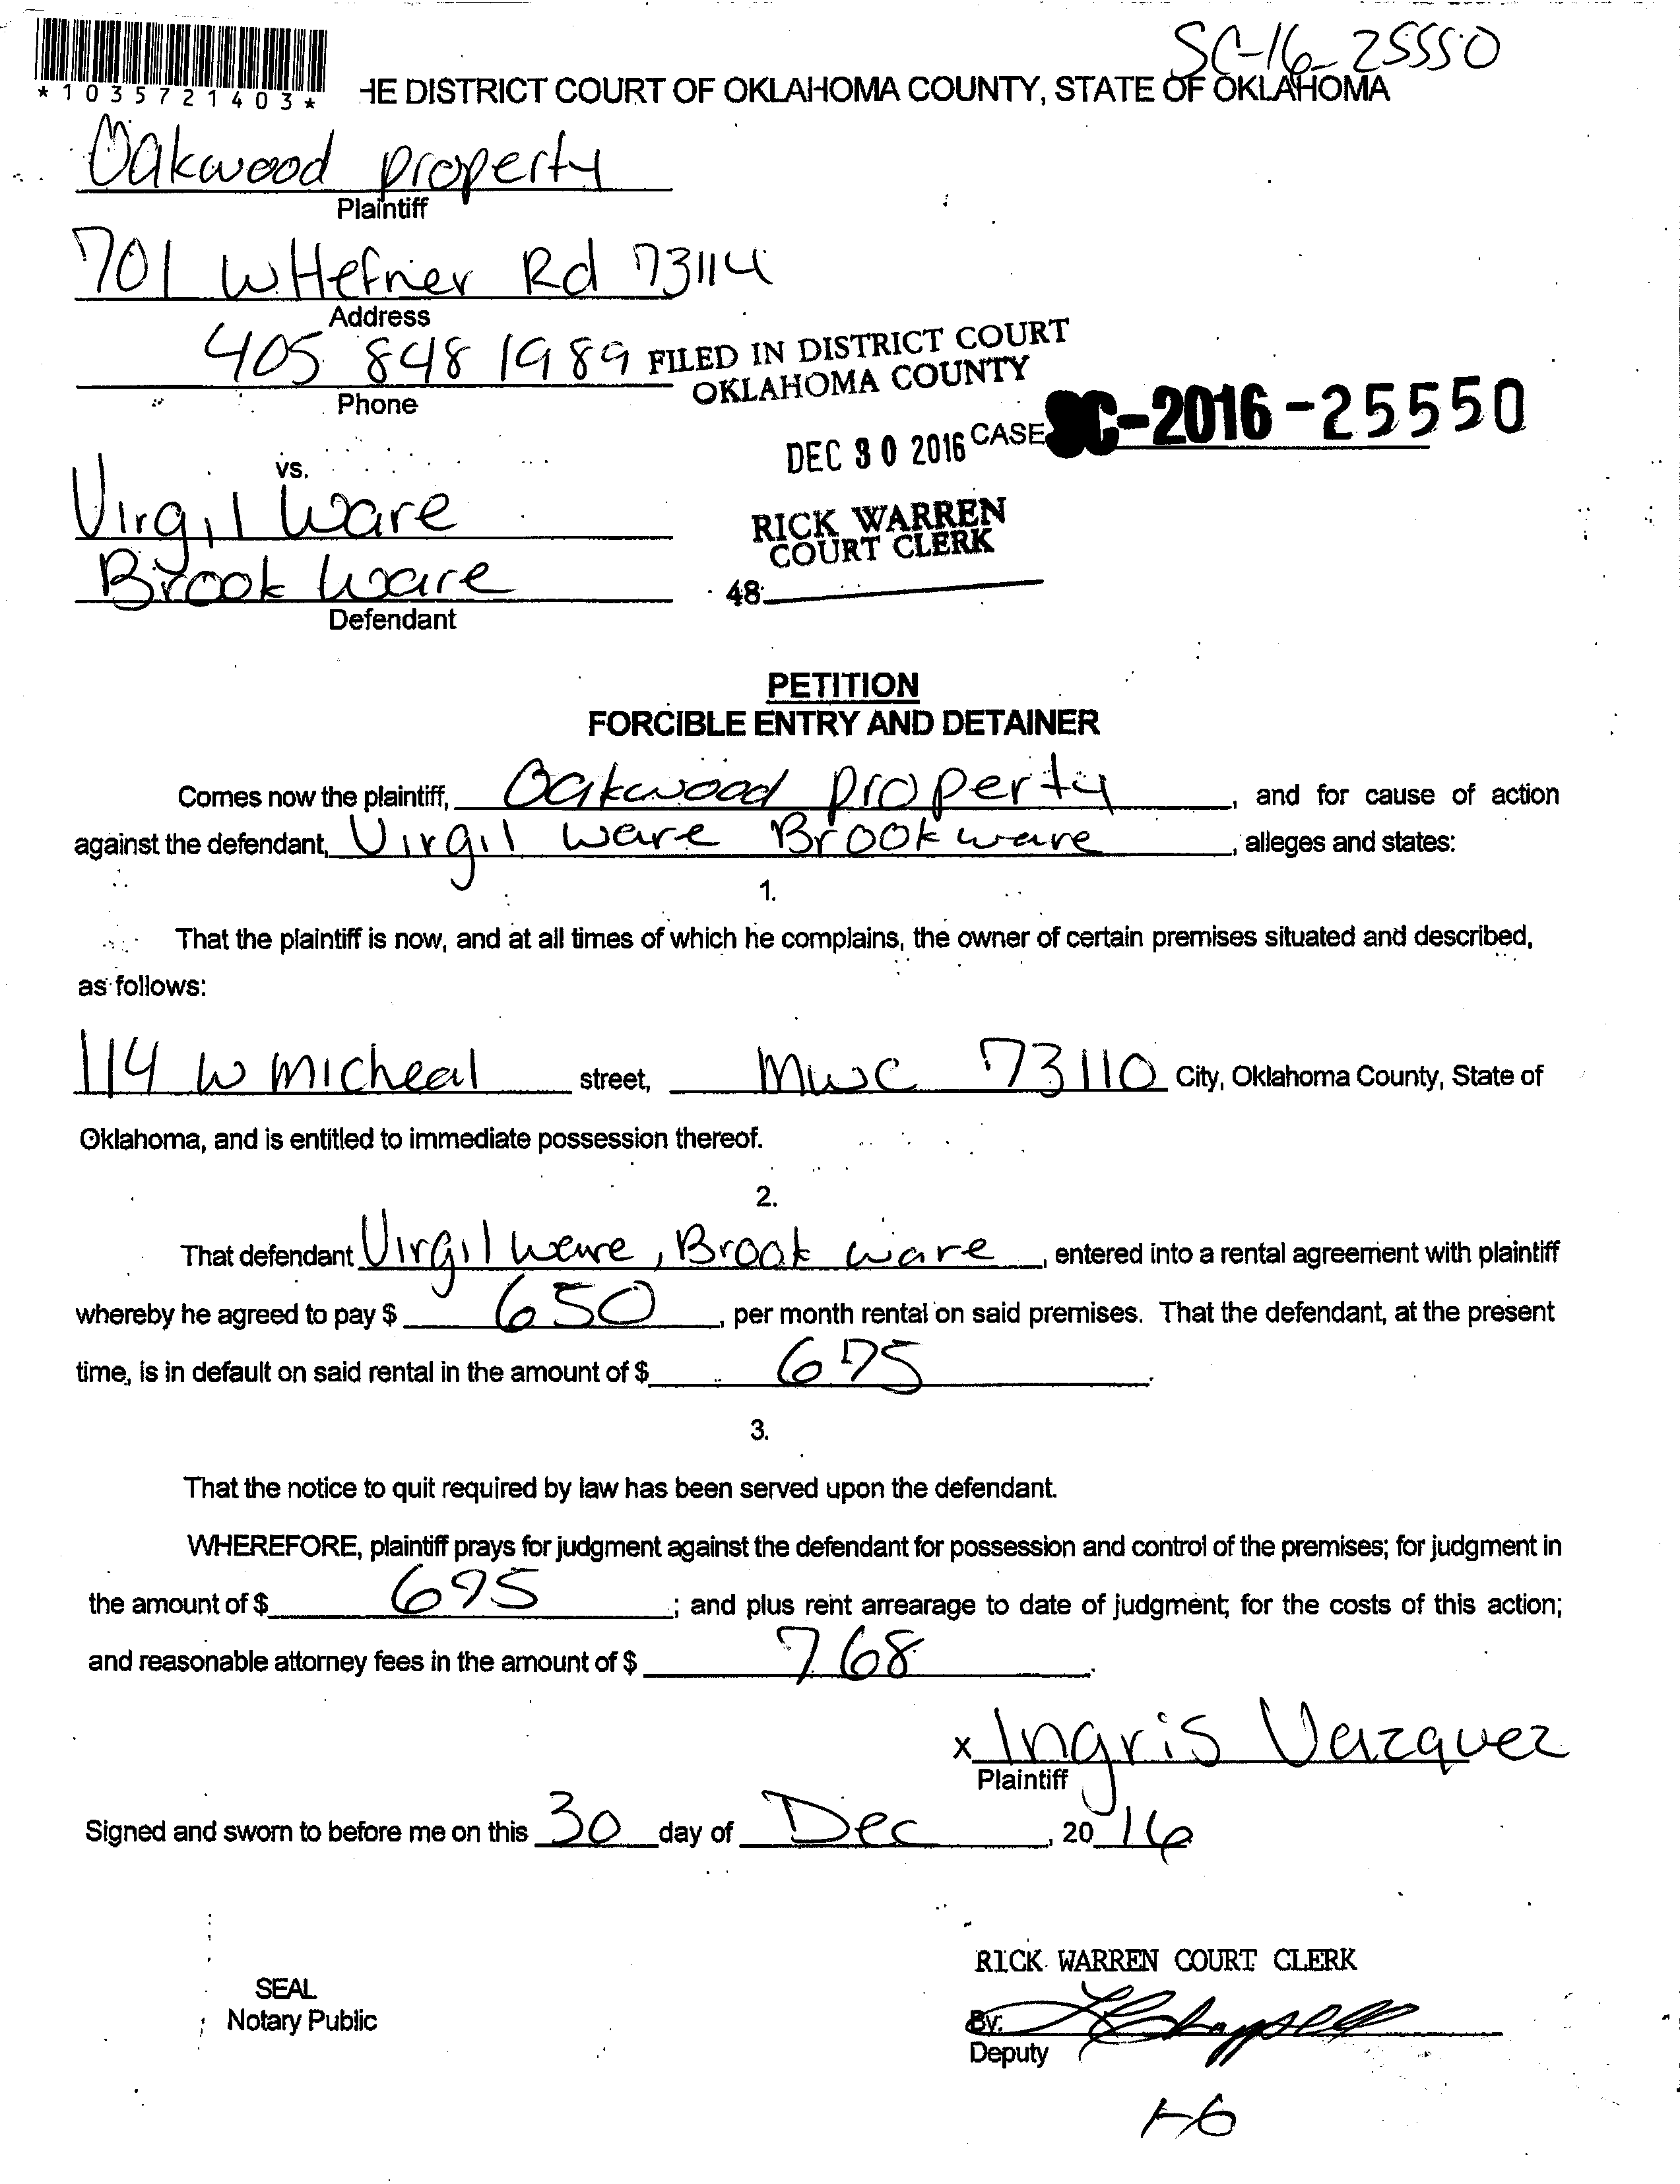 SC-16-25550
*1035721403*
HE DISTRICT COURT OF OKLAHOMA COUNTY, STATE OF OKLAHOMA
Oakwood property
Plaintiff
701 W Hefner Rd 73114
Address
405 848 1989
Phone
FILED IN DISTRICT COURT
OKLAHOMA COUNTY
DEC 30 2016
CASE SC-2016-25550
vs.
RICK WARREN
COURT CLERK
48
Virgil Ware
Brook Ware
Defendant
PETITION
FORCIBLE ENTRY AND DETAINER
Comes now the plaintiff, Oakwood property, and for cause of action
against the defendant, Virgil Ware Brook ware, alleges and states:
1.
That the plaintiff is now, and at all times of which he complains, the owner of certain premises situated and described,
as follows:
114 W Micheal street, MWC 73110 City, Oklahoma County, State of
Oklahoma, and is entitled to immediate possession thereof.
2.
That defendant Virgil Ware, Brook Ware, entered into a rental agreement with plaintiff
whereby he agreed to pay $ 650, per month rental on said premises. That the defendant, at the present
time, is in default on said rental in the amount of $ 675.
3.
That the notice to quit required by law has been served upon the defendant.
WHEREFORE, plaintiff prays for judgment against the defendant for possession and control of the premises; for judgment in
the amount of $ 675; and plus rent arrearage to date of judgment; for the costs of this action;
and reasonable attorney fees in the amount of $ 768.
x Ingris Vazquez
Plaintiff
Signed and sworn to before me on this 30 day of Dec, 2016
RICK WARREN COURT CLERK
SEAL
Notary Public
By:
Deputy
1-6